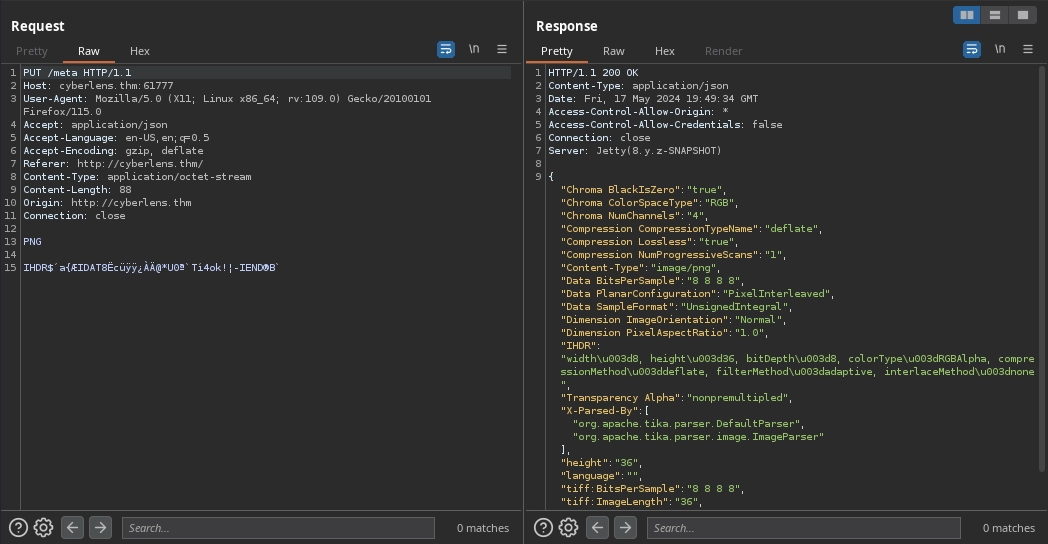 Request
Pretty Raw Hex
\n
1 PUT /meta HTTP/1.1
2 Host: cyberlens.thm:61777
3 User-Agent: Mozilla/5.0 (X11; Linux x86_64; rv:109.0) Gecko/20100101
Firefox/115.0
4 Accept: application/json
5 Accept-Language: en-US,en;q=0.5
6 Accept-Encoding: gzip, deflate
7 Referer: http://cyberlens.thm/
8 Content-Type: application/octet-stream
9 Content-Length: 88
10 Origin: http://cyberlens.thm
11 Connection: close
12
13 PNG
14
15
? Search... 0 matches
Response
Pretty Raw Hex Render
\n
1 HTTP/1.1 200 OK
2 Content-Type: application/json
3 Date: Fri, 17 May 2024 19:49:34 GMT
4 Access-Control-Allow-Origin: *
5 Access-Control-Allow-Credentials: false
6 Connection: close
7 Server: Jetty(8.y.z-SNAPSHOT)
8
9 {
"Chroma BlackIsZero":"true",
"Chroma ColorSpaceType":"RGB",
"Chroma NumChannels":"4",
"Compression CompressionTypeName":"deflate",
"Compression Lossless":"true",
"Compression NumProgressiveScans":"1",
"Content-Type":"image/png",
"Data BitsPerSample":"8 8 8 8",
"Data PlanarConfiguration":"PixelInterleaved",
"Data SampleFormat":"UnsignedIntegral",
"Dimension ImageOrientation":"Normal",
"Dimension PixelAspectRatio":"1.0",
"IHDR":
"width\u003d8, height\u003d36, bitDepth\u003d8, colorType\u003dRGBAlpha, compre
ssionMethod\u003ddeflate, filterMethod\u003dadaptive, interlaceMethod\u003dnone
",
"Transparency Alpha":"nonpremultipled",
"X-Parsed-By":[
"org.apache.tika.parser.DefaultParser",
"org.apache.tika.parser.image.ImageParser"
],
"height":"36",
"language":"",
"tiff:BitsPerSample":"8 8 8 8",
"tiff:ImageLength":"36",
? Search... 0 matches